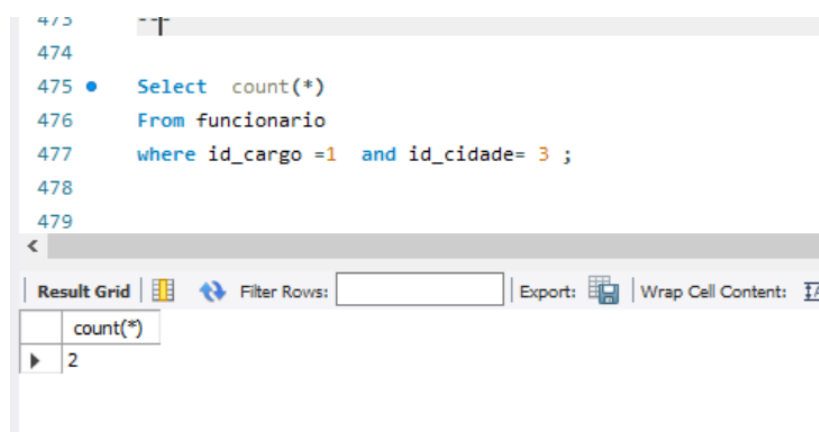 473 ---
474
475 Select count(*)
476 From funcionario
477 where id_cargo =1 and id_cidade= 3 ;
478
479
Result Grid Filter Rows: Export: Wrap Cell Content:
count(*)
2